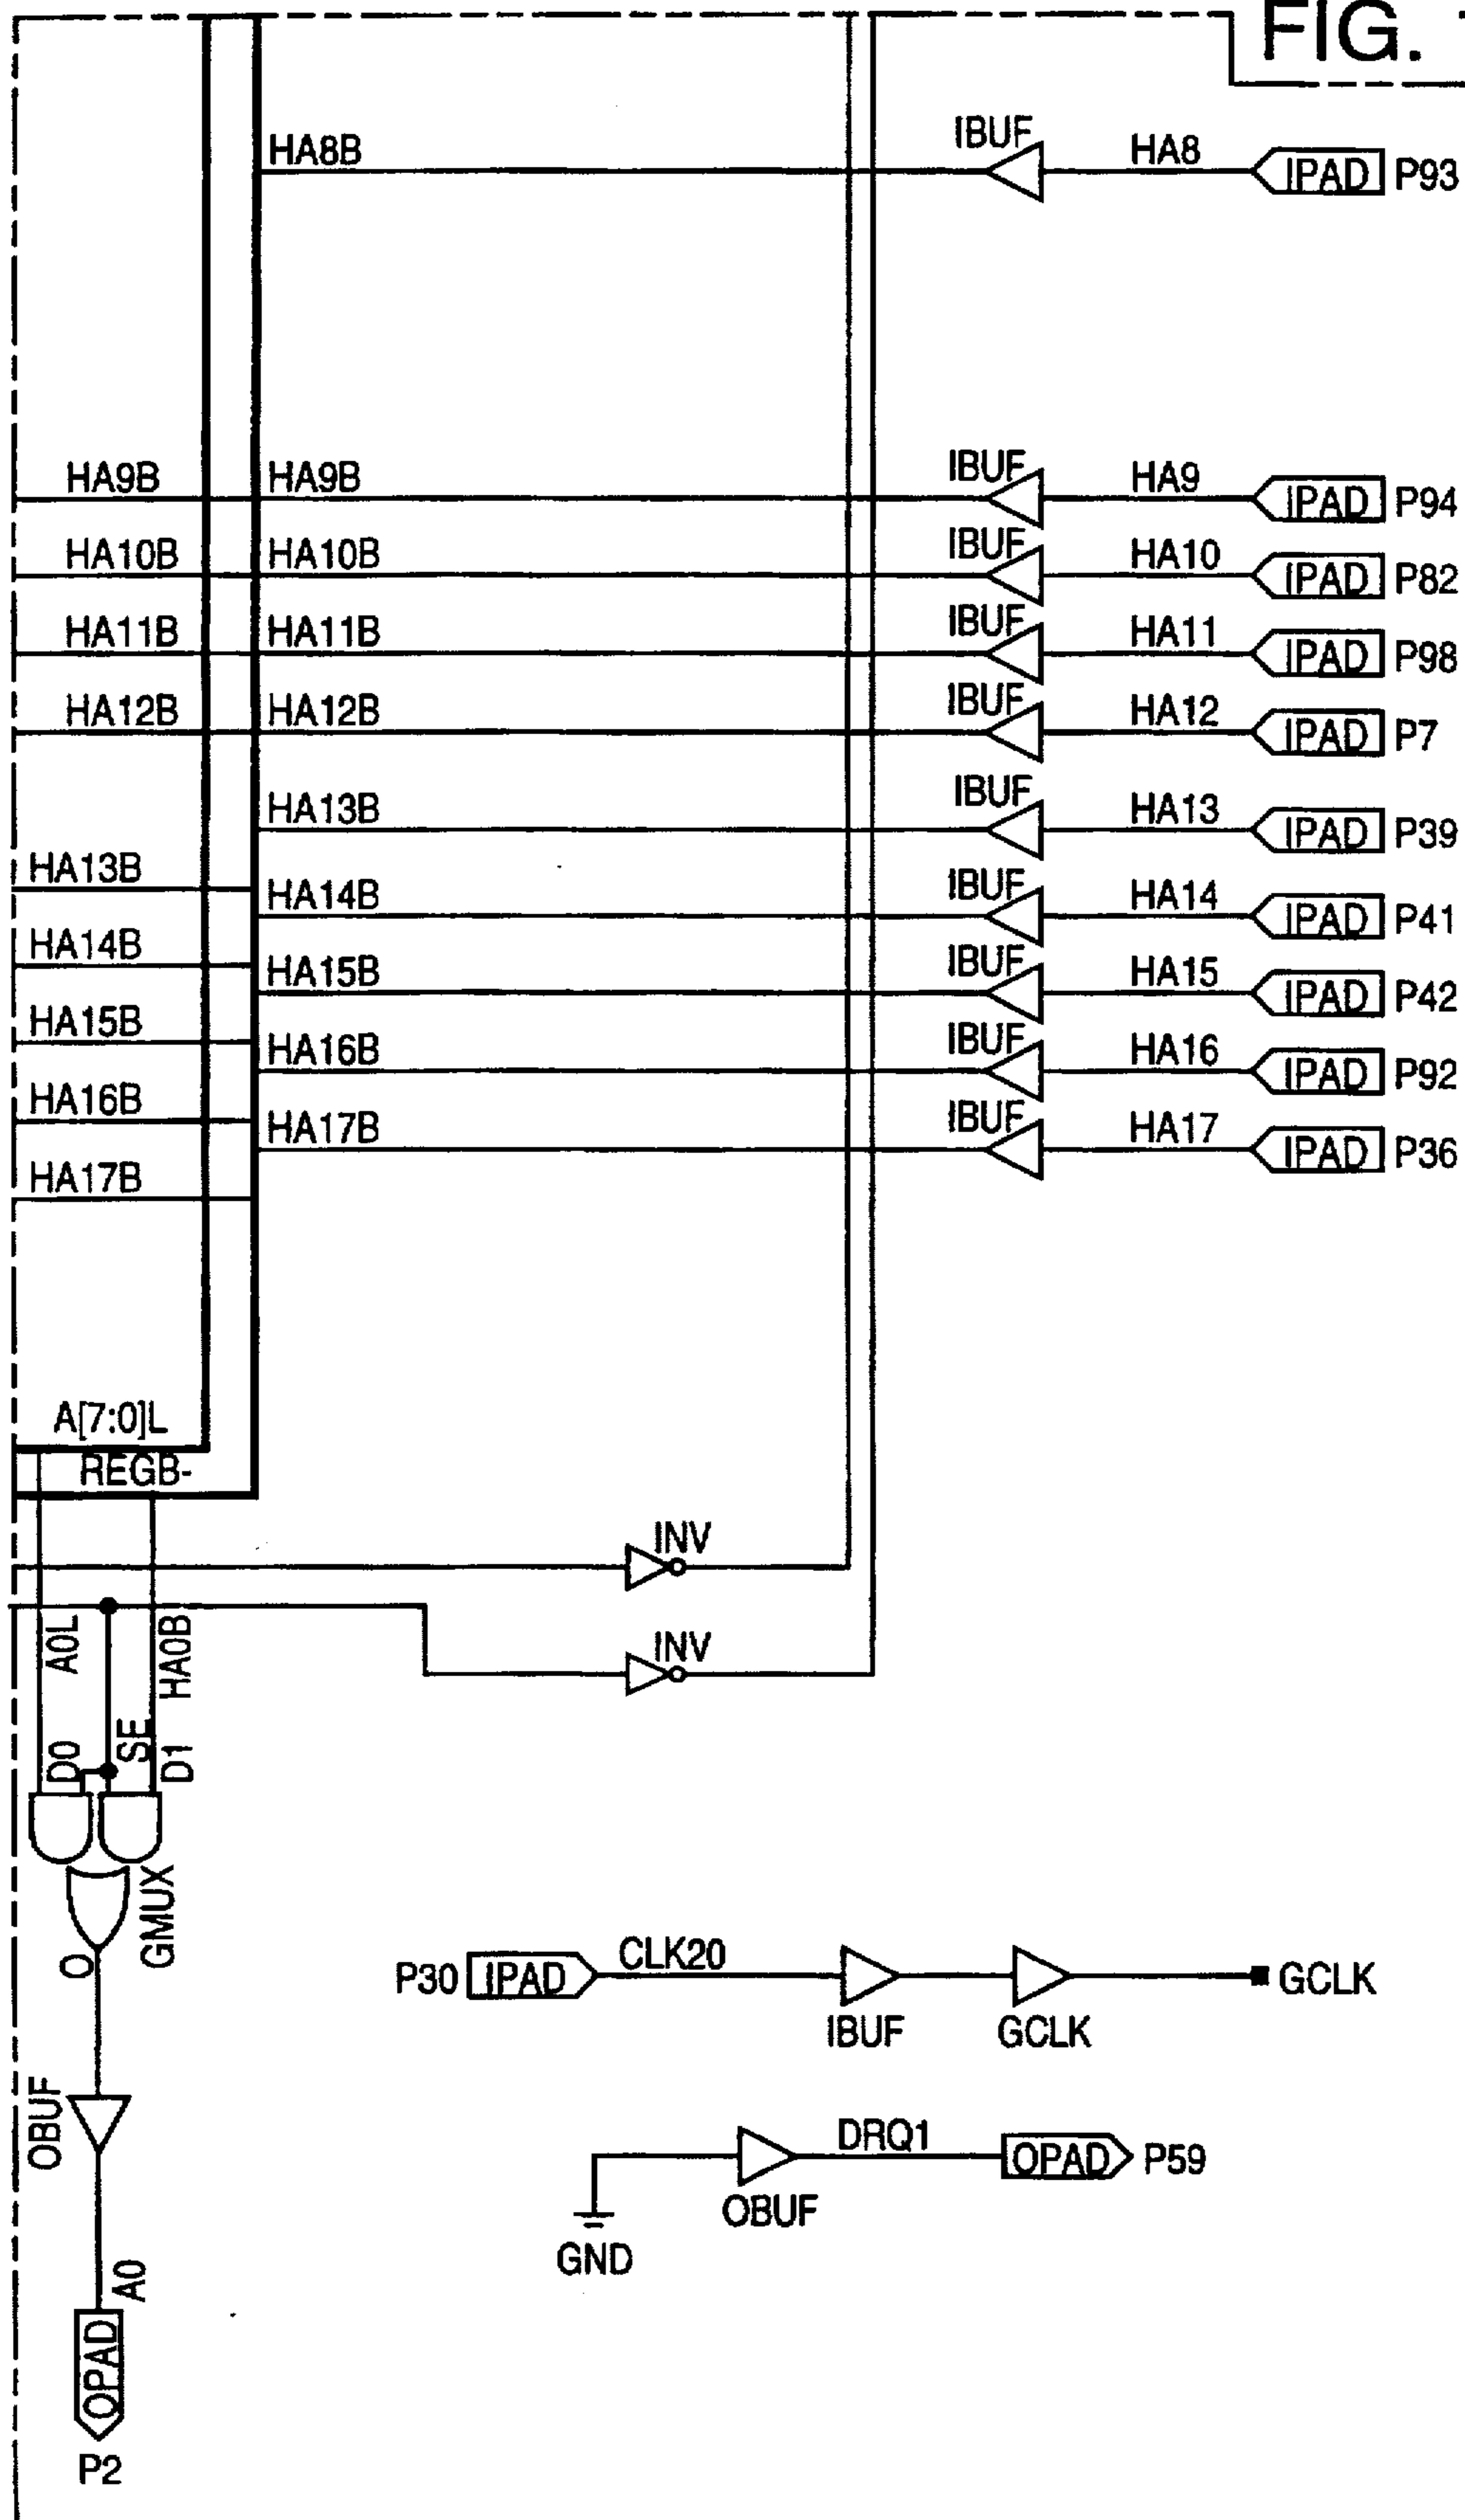 FIG.
HA8B IBUF HA8 IPAD P93
HA9B HA9B IBUF HA9 IPAD P94
HA10B HA10B IBUF HA10 IPAD P82
HA11B HA11B IBUF HA11 IPAD P98
HA12B HA12B IBUF HA12 IPAD P7
HA13B IBUF HA13 IPAD P39
HA13B
HA14B IBUF HA14 IPAD P41
HA14B
HA15B IBUF HA15 IPAD P42
HA15B
HA16B IBUF HA16 IPAD P92
HA16B
HA17B IBUF HA17 IPAD P36
HA17B
A[7:0]L
REGB-
INV
INV
A0L
HA0B
D0
SE
D1
GMUX
O
P30 IPAD CLK20 GCLK
IBUF GCLK
OBUF
DRQ1 OPAD P59
OBUF
GND
A0
OPAD
P2